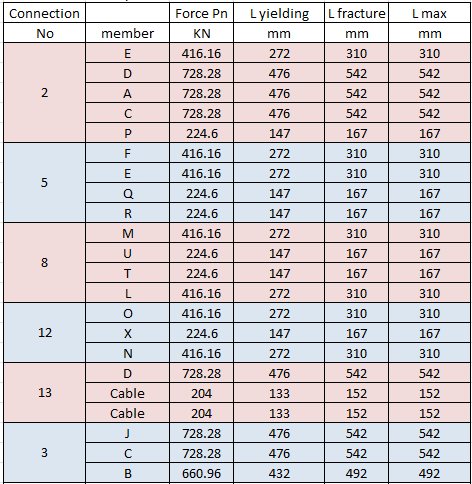 Connection Force Pn L yielding L fracture L max
No member KN mm mm mm
E 416.16 272 310 310
D 728.28 476 542 542
2 A 728.28 476 542 542
C 728.28 476 542 542
P 224.6 147 167 167
F 416.16 272 310 310
5 E 416.16 272 310 310
Q 224.6 147 167 167
R 224.6 147 167 167
M 416.16 272 310 310
8 U 224.6 147 167 167
T 224.6 147 167 167
L 416.16 272 310 310
O 416.16 272 310 310
12 X 224.6 147 167 167
N 416.16 272 310 310
D 728.28 476 542 542
13 Cable 204 133 152 152
Cable 204 133 152 152
J 728.28 476 542 542
3 C 728.28 476 542 542
B 660.96 432 492 492